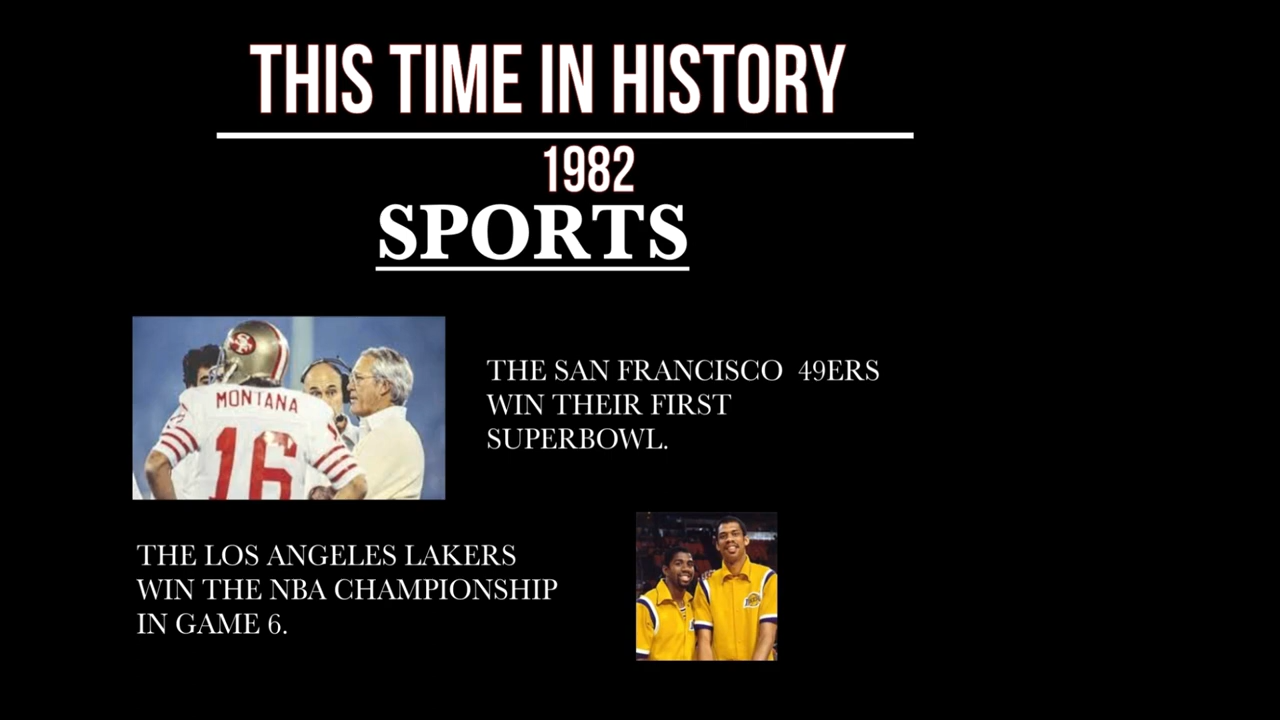 THIS TIME IN HISTORY
1982
SPORTS
MONTANA
16
THE SAN FRANCISCO 49ERS
WIN THEIR FIRST
SUPERBOWL.
THE LOS ANGELES LAKERS
WIN THE NBA CHAMPIONSHIP
IN GAME 6.